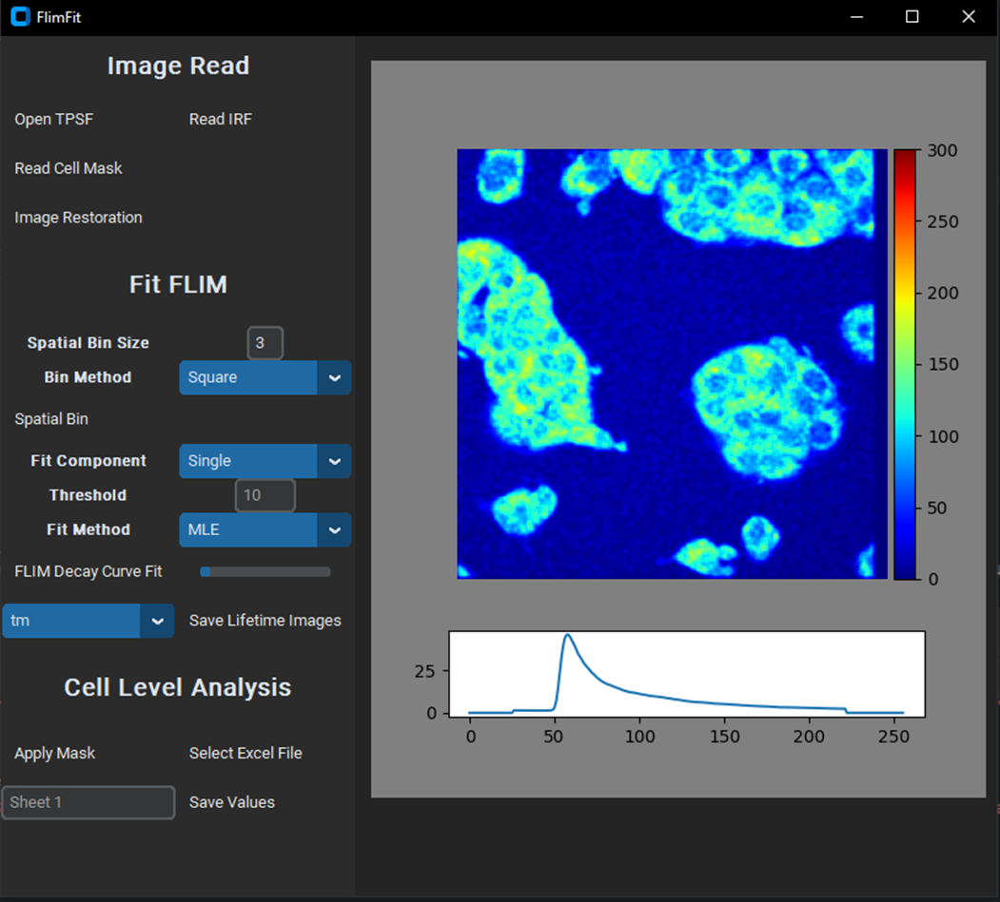 FlimFit
Image Read
Open TPSF Read IRF
Read Cell Mask
Image Restoration
Fit FLIM
Spatial Bin Size 3
Bin Method Square
Spatial Bin
Fit Component Single
Threshold 10
Fit Method MLE
FLIM Decay Curve Fit
tm Save Lifetime Images
Cell Level Analysis
Apply Mask Select Excel File
Sheet 1 Save Values
300
250
200
150
100
50
0
25
0
0 50 100 150 200 250